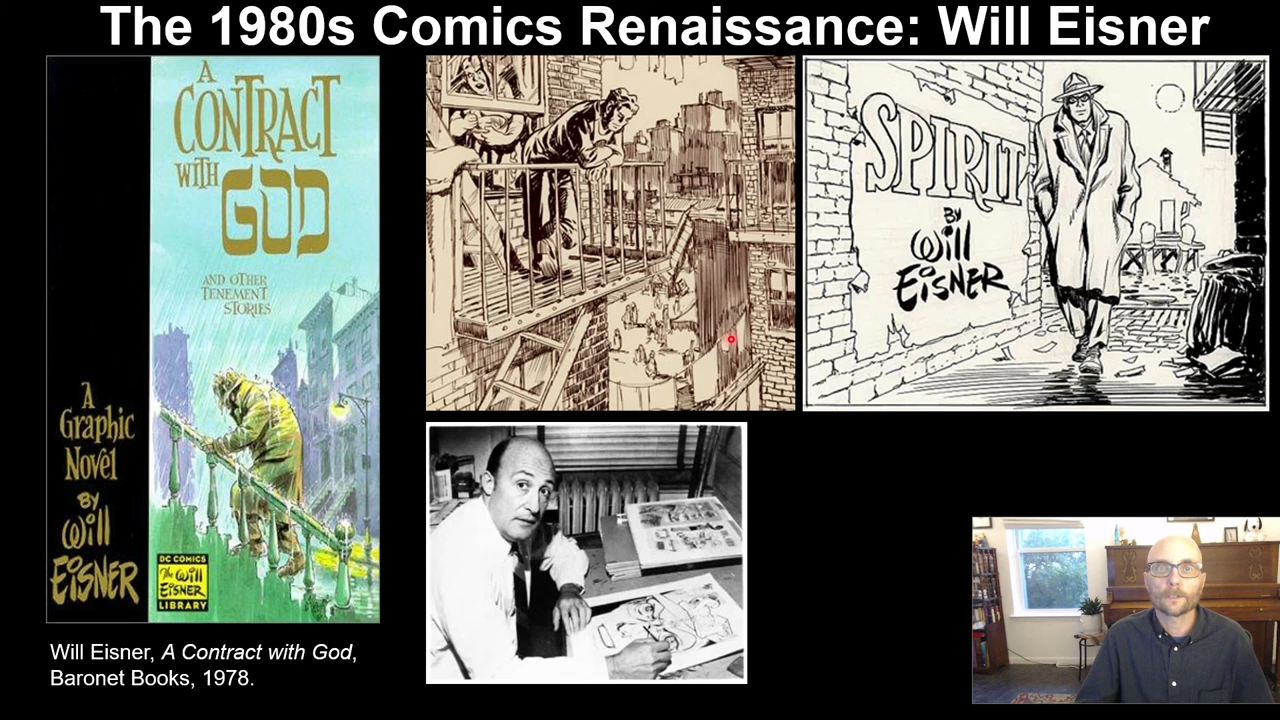 The 1980s Comics Renaissance: Will Eisner
A
CONTRACT
WITH
GOD
AND OTHER
TENEMENT
STORIES
A
Graphic
Novel
BY
Will
EISNER
DC COMICS
The Will
EISNER
LIBRARY
SPIRIT
BY
Will
EISNER
Will Eisner, A Contract with God,
Baronet Books, 1978.